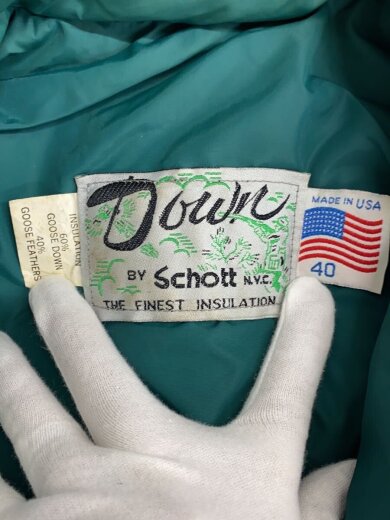 INSULATION
60%
GOOSE DOWN
40%
GOOSE FEATHERS
Down
BY Schott N.Y.C.
THE FINEST INSULATION
MADE IN USA
40